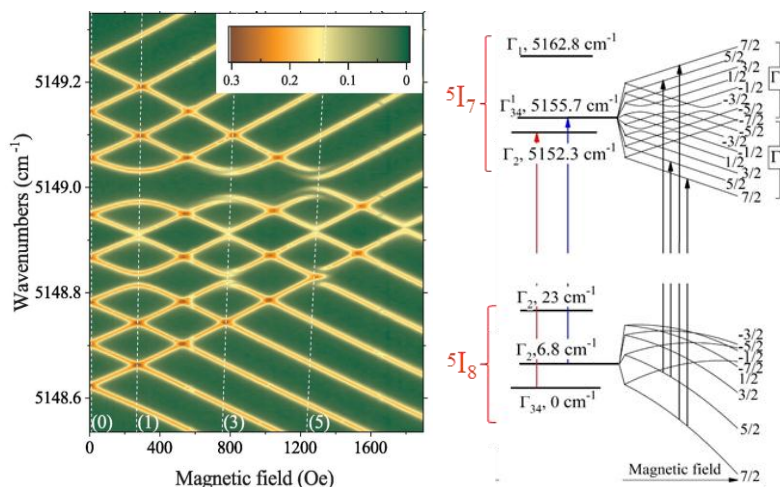 0.3 0.2 0.1 0
5149.2
5149.0
5148.8
5148.6
Wavenumbers (cm⁻¹)
(0) (1) (3) (5)
0 400 800 1200 1600
Magnetic field (Oe)
⁵I₇
Γ₁, 5162.8 cm⁻¹
Γ¹₃₄, 5155.7 cm⁻¹
Γ₂, 5152.3 cm⁻¹
7/2
5/2
3/2
1/2
-1/2
-3/2
-5/2
-7/2
-5/2
-3/2
-1/2
1/2
3/2
5/2
7/2
Γ
Γ
⁵I₈
Γ₂, 23 cm⁻¹
Γ₂, 6.8 cm⁻¹
Γ₃₄, 0 cm⁻¹
-3/2
-5/2
-1/2
-7/2
1/2
3/2
5/2
7/2
Magnetic field